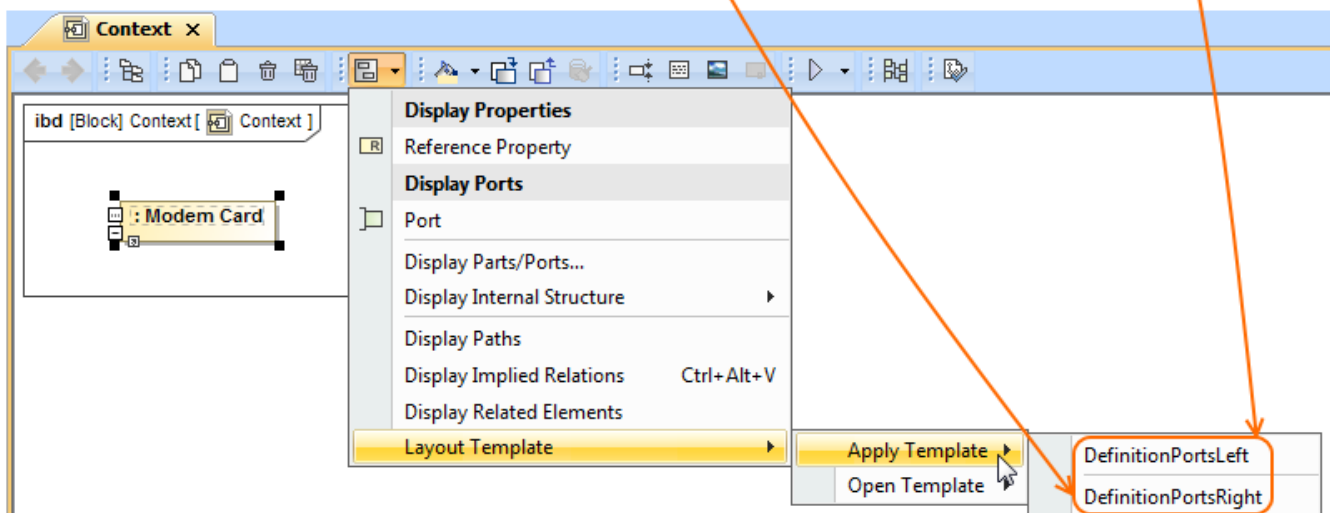 Context
ibd [Block] Context[ Context ]
: Modem Card
Display Properties
R Reference Property
Display Ports
Port
Display Parts/Ports...
Display Internal Structure
Display Paths
Display Implied Relations Ctrl+Alt+V
Display Related Elements
Layout Template
Apply Template
Open Template
DefinitionPortsLeft
DefinitionPortsRight